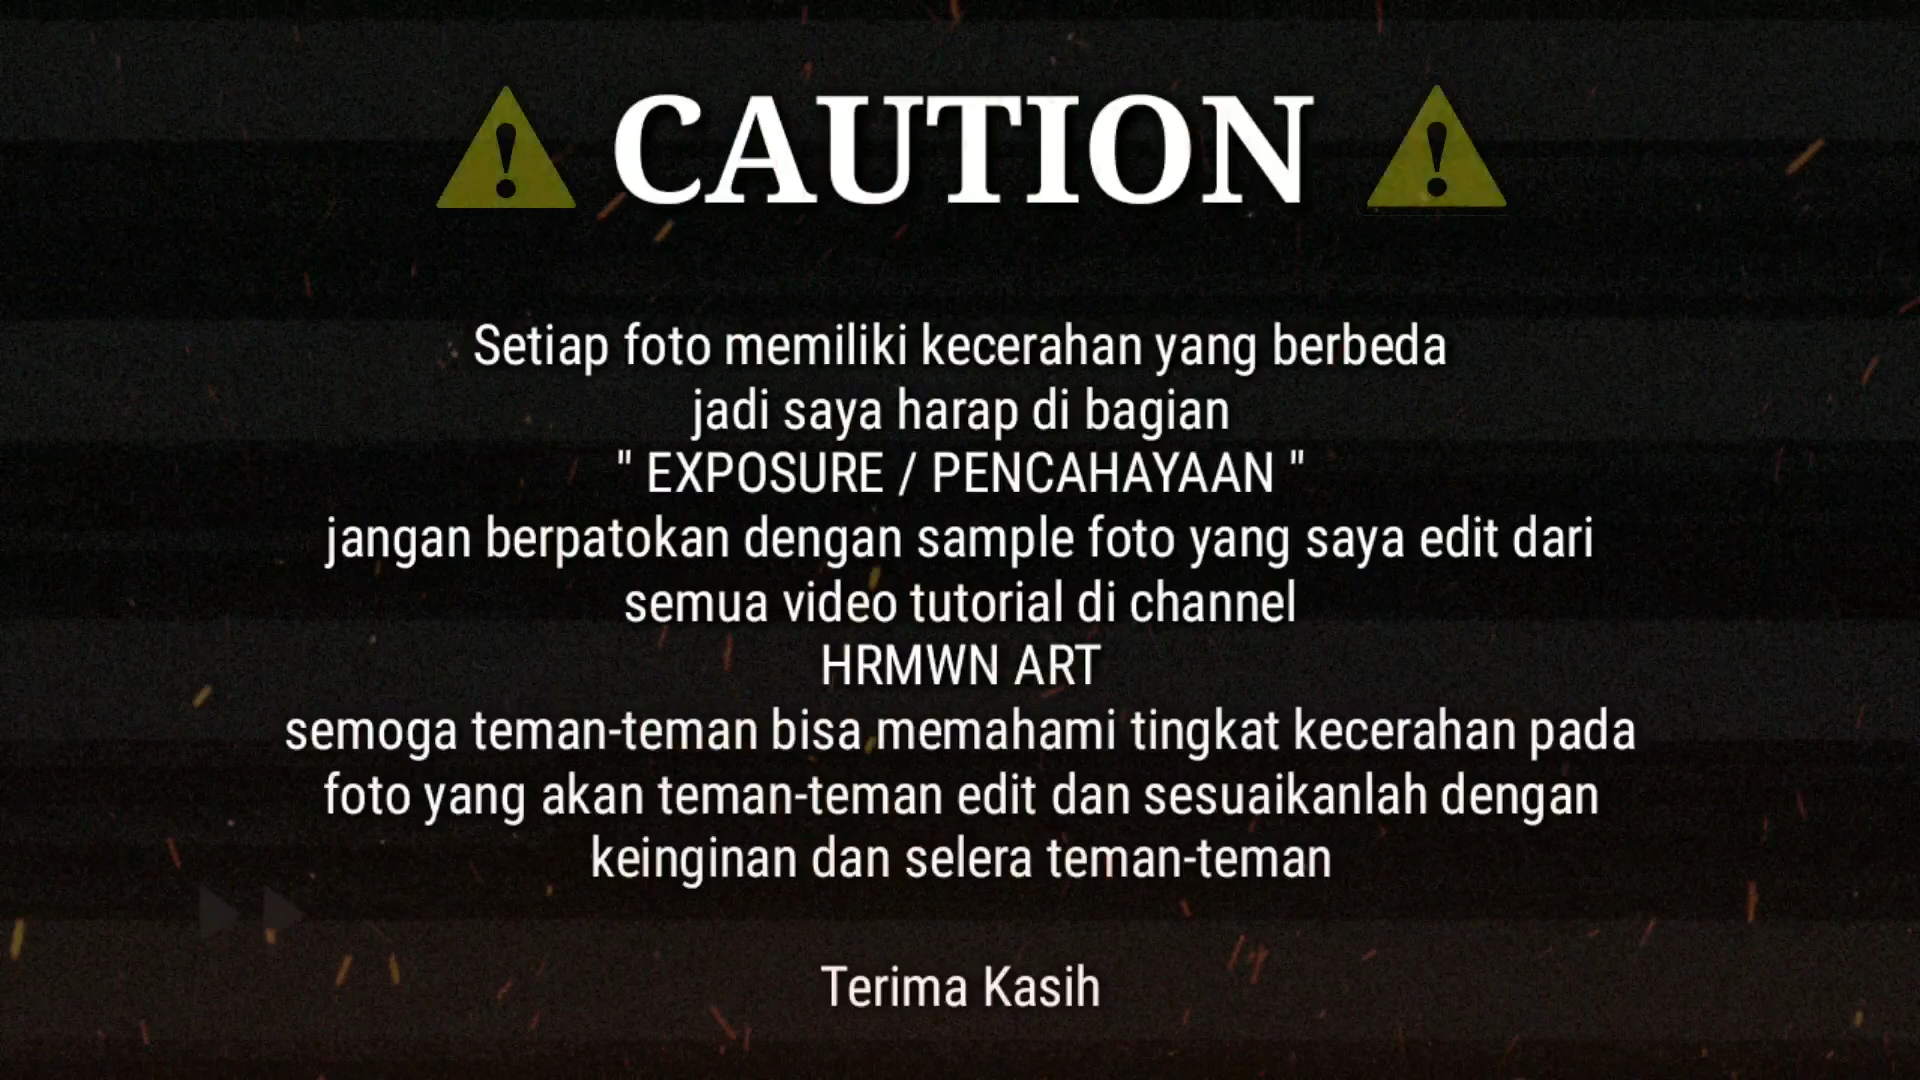 CAUTION
Setiap foto memiliki kecerahan yang berbeda
jadi saya harap di bagian
" EXPOSURE / PENCAHAYAAN "
jangan berpatokan dengan sample foto yang saya edit dari
semua video tutorial di channel
HRMWN ART
semoga teman-teman bisa memahami tingkat kecerahan pada
foto yang akan teman-teman edit dan sesuaikanlah dengan
keinginan dan selera teman-teman
Terima Kasih